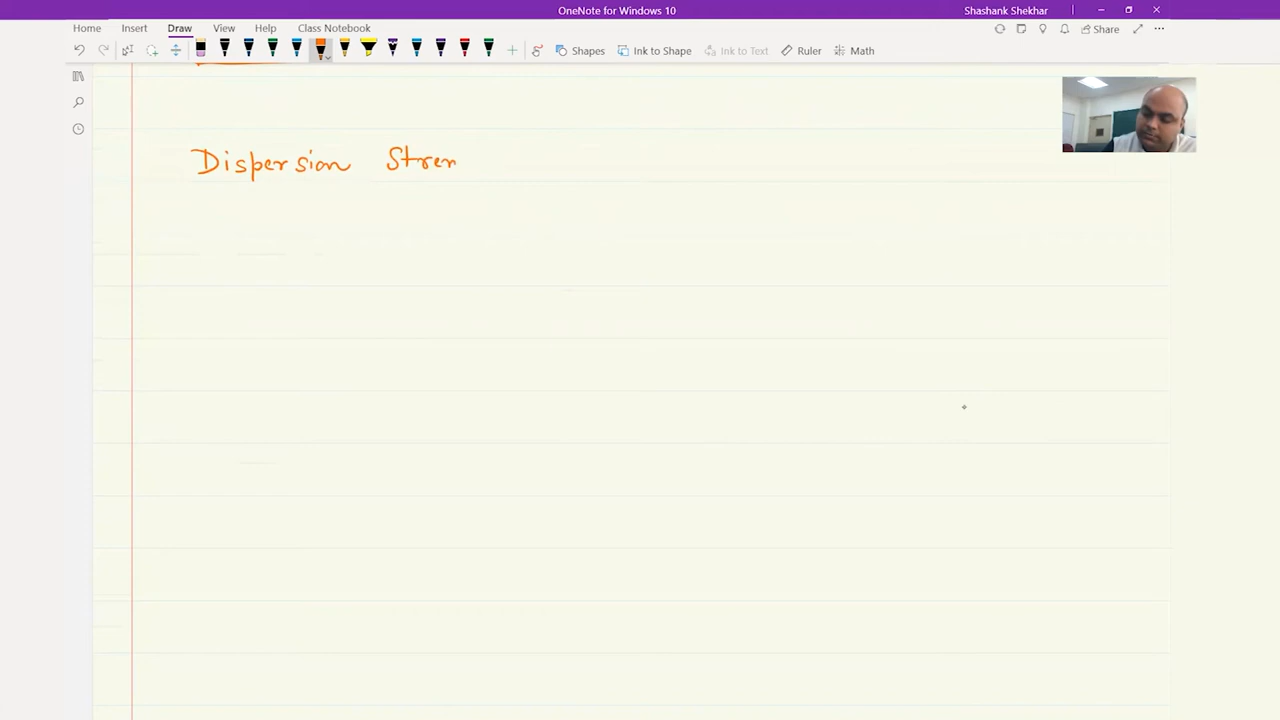 OneNote for Windows 10
Shashank Shekhar
Home Insert Draw View Help Class Notebook
Share
Shapes Ink to Shape Ink to Text Ruler Math
Dispersion Stren